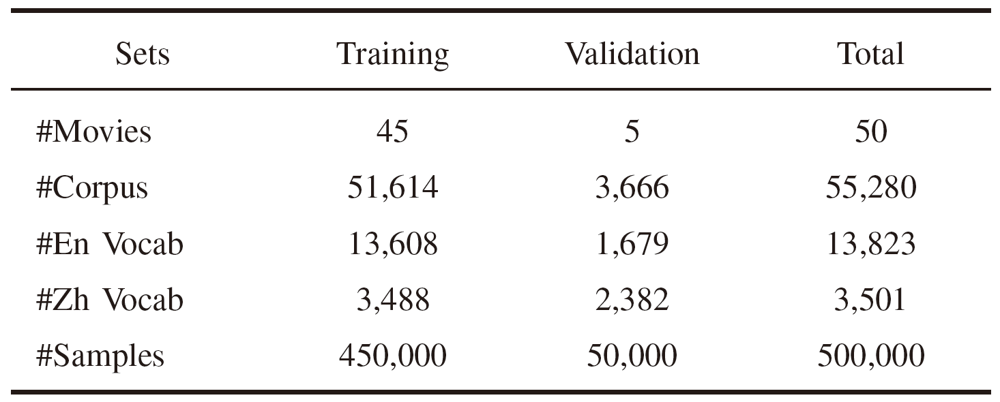 Sets Training Validation Total
#Movies 45 5 50
#Corpus 51,614 3,666 55,280
#En Vocab 13,608 1,679 13,823
#Zh Vocab 3,488 2,382 3,501
#Samples 450,000 50,000 500,000